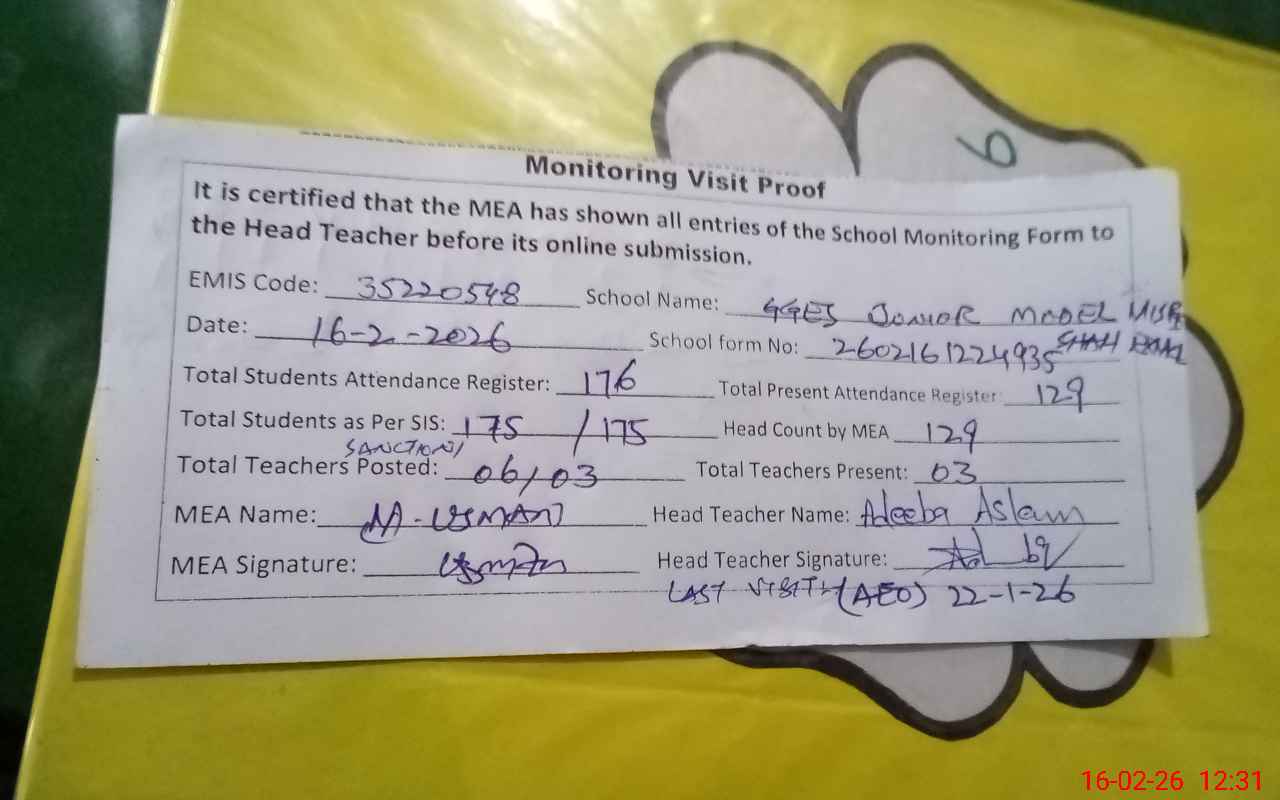 Monitoring Visit Proof
It is certified that the MEA has shown all entries of the School Monitoring Form to
the Head Teacher before its online submission.
EMIS Code: 35220548 School Name: GGES JUNIOR MODEL MISRI
SHAH
Date: 16-2-2026 School form No: 2602161224935
Total Students Attendance Register: 176 Total Present Attendance Register: 129
Total Students as Per SIS: 175 / 175 Head Count by MEA 129
SANCTION/
Total Teachers Posted: 06/03 Total Teachers Present: 03
MEA Name: M-USMAN Head Teacher Name: Adeeba Aslam
MEA Signature: Usman Head Teacher Signature:
LAST VISIT (AEO) 22-1-26
6
16-02-26 12:31